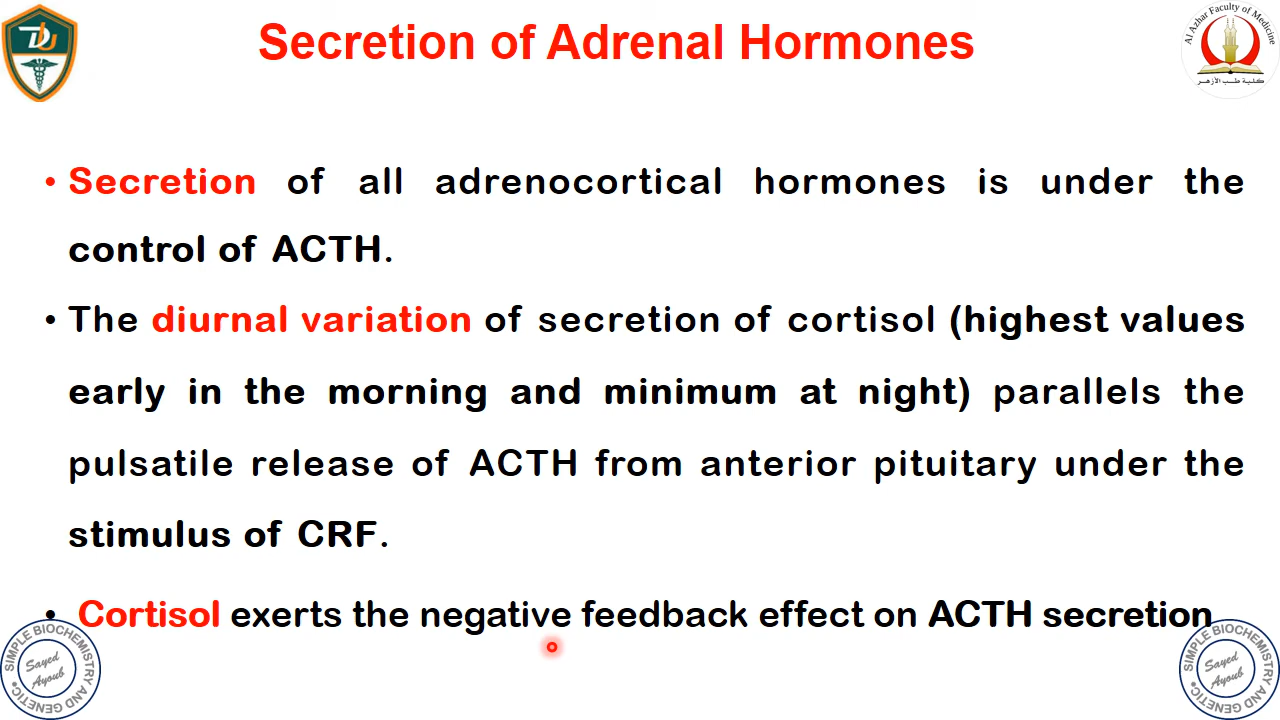 Secretion of Adrenal Hormones
Al Azhar Faculty of Medicine
كلية طب الأزهر
• Secretion of all adrenocortical hormones is under the
control of ACTH.
• The diurnal variation of secretion of cortisol (highest values
early in the morning and minimum at night) parallels the
pulsatile release of ACTH from anterior pituitary under the
stimulus of CRF.
• Cortisol exerts the negative feedback effect on ACTH secretion
SIMPLE BIOCHEMISTRY AND GENETIC
Sayed
Ayoub
SIMPLE BIOCHEMISTRY AND GENETIC
Sayed
Ayoub